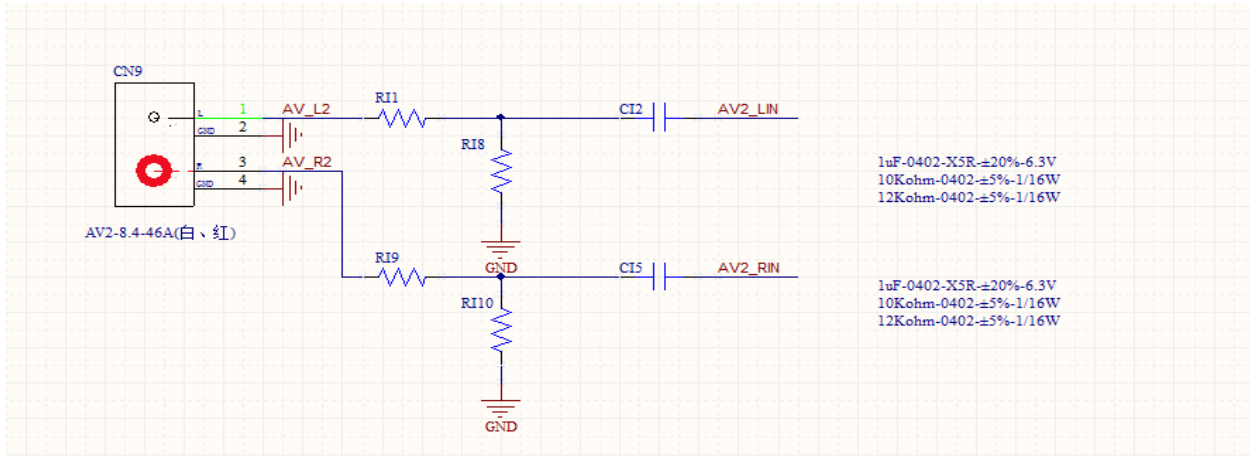 CN9
L 1 AV_L2
GND 2
R 3 AV_R2
GND 4
AV2-8.4-46A(白、红)
RI1
RI8
GND
CI2
AV2_LIN
RI9
RI10
GND
CI5
AV2_RIN
1uF-0402-X5R-±20%-6.3V
10Kohm-0402-±5%-1/16W
12Kohm-0402-±5%-1/16W
1uF-0402-X5R-±20%-6.3V
10Kohm-0402-±5%-1/16W
12Kohm-0402-±5%-1/16W